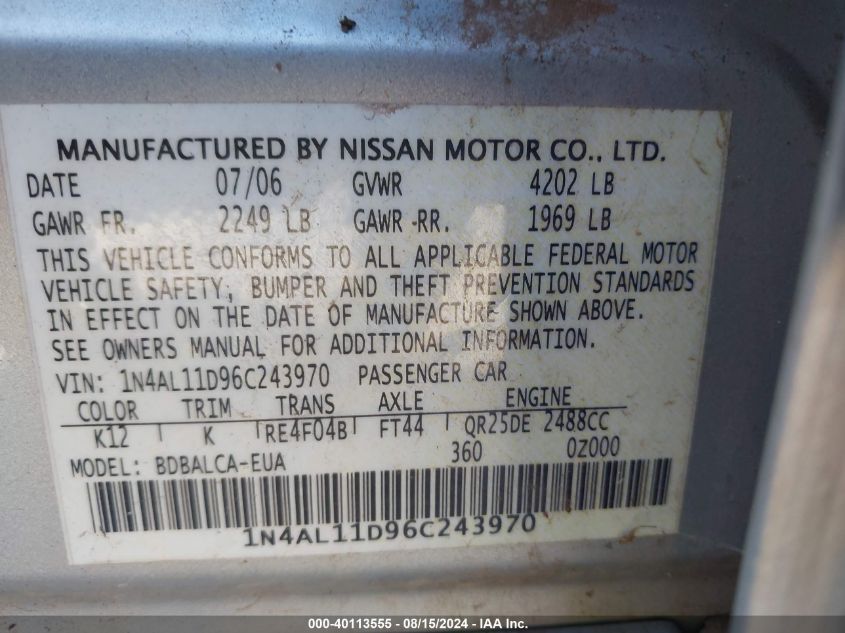 MANUFACTURED BY NISSAN MOTOR CO., LTD.
DATE 07/06 GVWR 4202 LB
GAWR FR. 2249 LB GAWR RR. 1969 LB
THIS VEHICLE CONFORMS TO ALL APPLICABLE FEDERAL MOTOR
VEHICLE SAFETY, BUMPER AND THEFT PREVENTION STANDARDS
IN EFFECT ON THE DATE OF MANUFACTURE SHOWN ABOVE.
SEE OWNERS MANUAL FOR ADDITIONAL INFORMATION.
VIN: 1N4AL11D96C243970 PASSENGER CAR
COLOR TRIM TRANS AXLE ENGINE
K12 K RE4F04B FT44 QR25DE 2488CC
MODEL: BDBALCA-EUA 360 0Z000
1N4AL11D96C243970
000-40113555 - 08/15/2024 - IAA Inc.